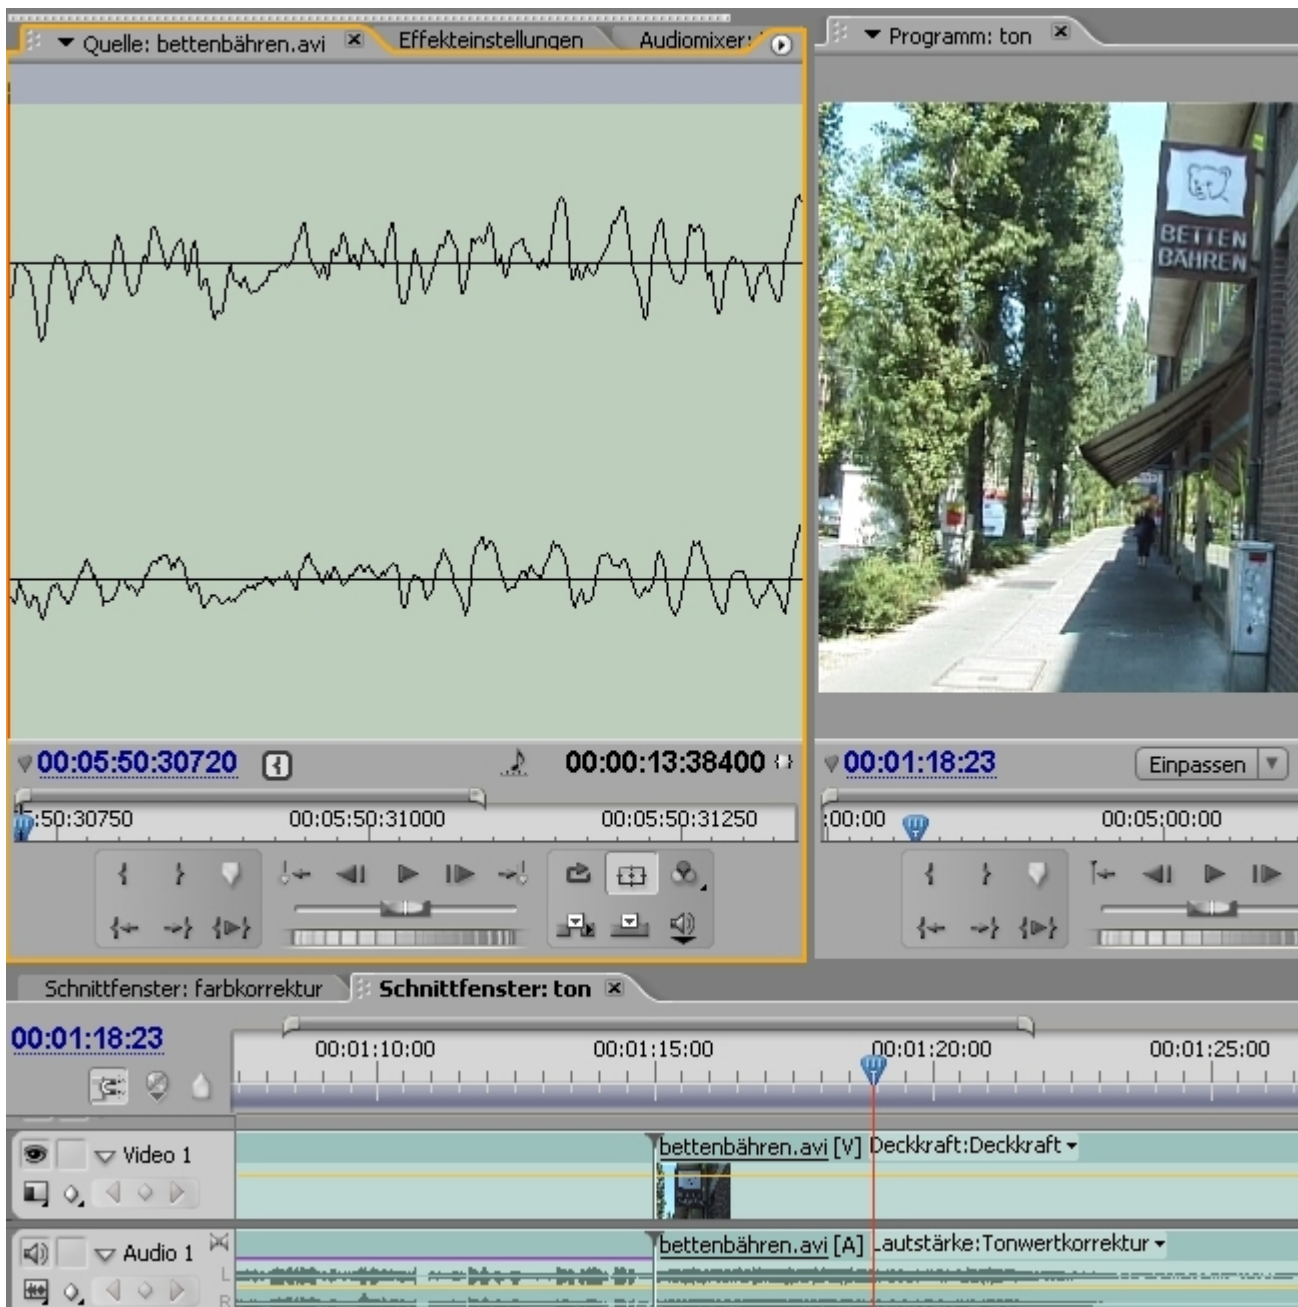 Quelle: bettenbähren.avi
Effekteinstellungen
Audiomixer:
Programm: ton
BETTEN
BÄHREN
00:05:50:30720
00:00:13:38400
00:01:18:23
Einpassen
5:50:30750
00:05:50:31000
00:05:50:31250
:00:00
00:05:00:00
Schnittfenster: farbkorrektur
Schnittfenster: ton
00:01:18:23
00:01:10:00
00:01:15:00
00:01:20:00
00:01:25:00
Video 1
bettenbähren.avi [V] Deckkraft:Deckkraft
Audio 1
bettenbähren.avi [A] Lautstärke:Tonwertkorrektur
L
R